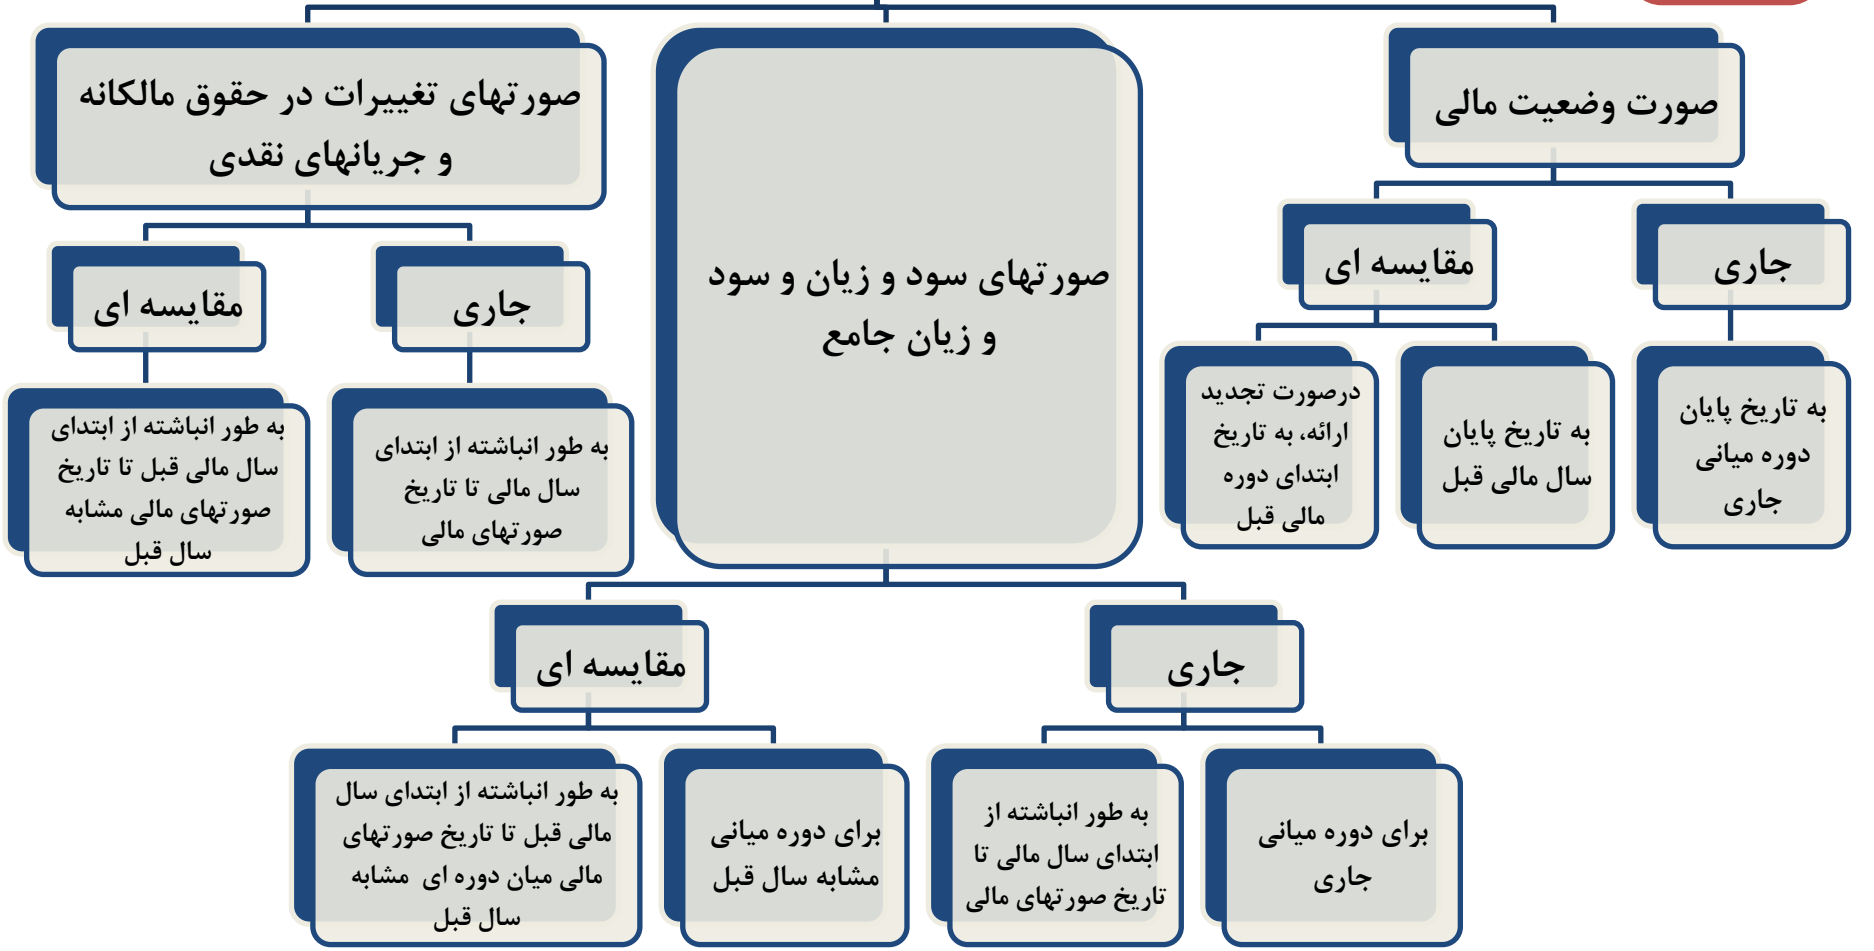 صورت وضعیت مالی
جاری
به تاریخ پایان
دوره میانی
جاری
مقایسه ای
به تاریخ پایان
سال مالی قبل
درصورت تجدید
ارائه، به تاریخ
ابتدای دوره
مالی قبل
صورتهای سود و زیان و سود
و زیان جامع
جاری
برای دوره میانی
جاری
به طور انباشته از
ابتدای سال مالی تا
تاریخ صورتهای مالی
مقایسه ای
برای دوره میانی
مشابه سال قبل
به طور انباشته از ابتدای سال
مالی قبل تا تاریخ صورتهای
مالی میان دوره ای مشابه
سال قبل
صورتهای تغییرات در حقوق مالکانه
و جریانهای نقدی
جاری
به طور انباشته از ابتدای
سال مالی تا تاریخ
صورتهای مالی
مقایسه ای
به طور انباشته از ابتدای
سال مالی قبل تا تاریخ
صورتهای مالی مشابه
سال قبل